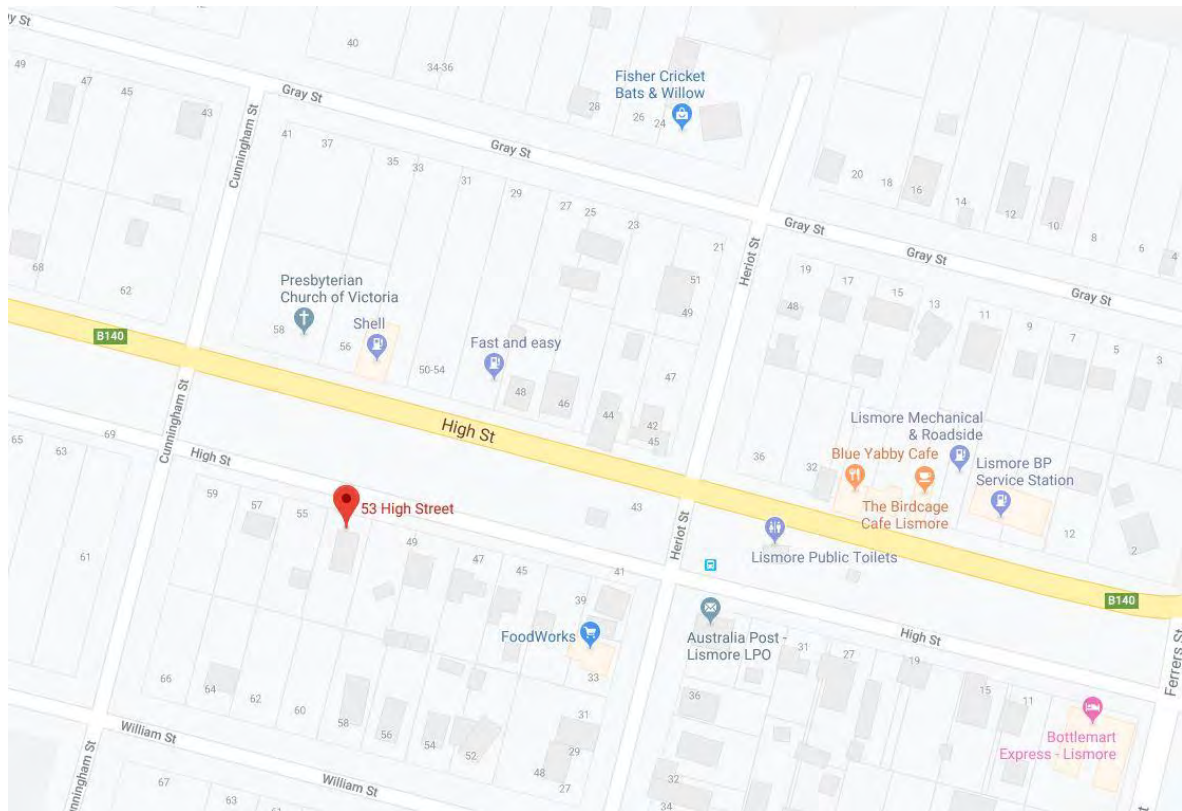 y St
40
34-36
49
47
45
43
Cunningham St
Gray St
41
37
35
33
31
29
27
25
23
21
Gray St
28
26
24
Fisher Cricket
Bats & Willow
20
18
16
14
12
10
8
6
4
Gray St
Gray St
Gray St
Heriot St
19
17
15
13
11
9
7
5
3
48
51
49
47
68
62
Presbyterian
Church of Victoria
58
56
Shell
50-54
Fast and easy
48
46
44
42
45
B140
High St
36
32
Lismore Mechanical
& Roadside
Blue Yabby Cafe
The Birdcage
Cafe Lismore
Lismore BP
Service Station
12
2
Lismore Public Toilets
B140
Cunningham St
65
63
69
High St
59
57
55
53 High Street
49
47
45
43
41
39
61
FoodWorks
33
Heriot St
Australia Post -
Lismore LPO
High St
31
27
19
15
11
Ferrers St
66
64
62
60
58
56
54
52
48
31
29
27
36
32
34
Bottlemart
Express - Lismore
William St
Cunningham St
67
63
61
William St
St